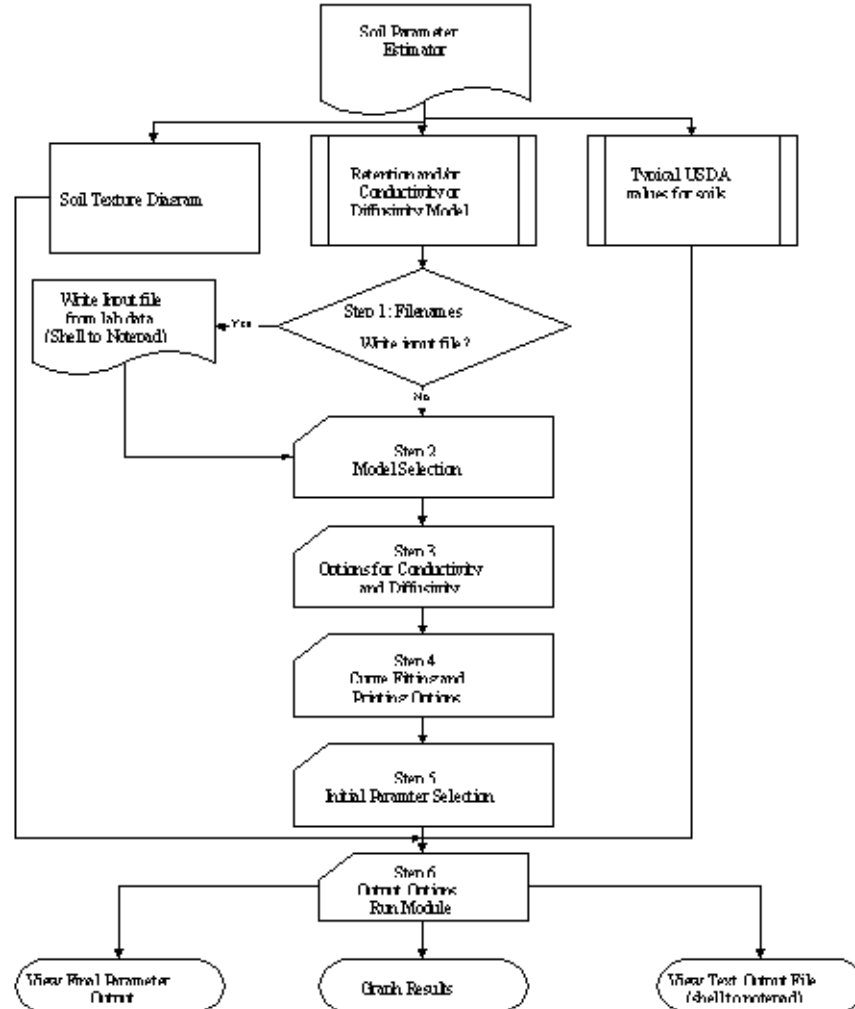 Soil Parameter
Estimator
Soil Texture Diagram
Retention and/or
Conductivity or
Diffusivity Model
Typical USDA
values for soils
Write Input file
from lab data
(Shell to Notepad)
Yes
Step 1: Filenames
Write input file?
No
Step 2
Model Selection
Step 3
Options for Conductivity
and Diffusivity
Step 4
Curve Fitting and
Printing Options
Step 5
Initial Paramter Selection
Step 6
Output Options
Run Module
View Final Parameter
Output
Graph Results
View Text Output File
(shell to notepad)